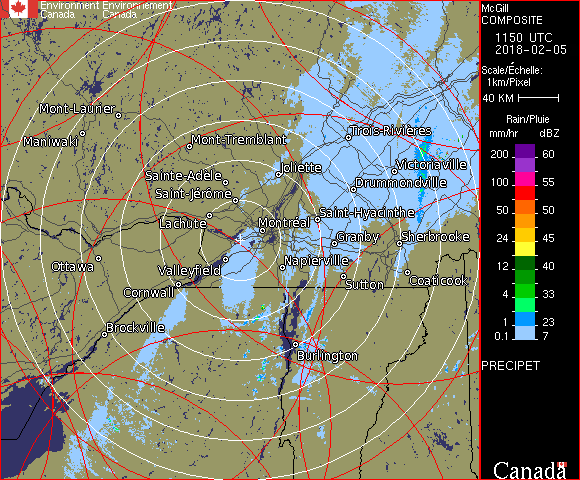 Environment Environnement
Canada Canada
McGill
COMPOSITE
1150 UTC
2018-02-05
Scale/Échelle:
1km/Pixel
40 KM
Rain/Pluie
mm/hr dBZ
200 60
100 55
50 50
24 45
12 40
4 33
1 23
0.1 7
PRECIPET
Canada
Mont-Laurier
Maniwaki
Mont-Tremblant
Trois-Rivières
Sainte-Adèle
Joliette
Victoriaville
Saint-Jérôme
Drummondville
Lachute
Montréal
Saint-Hyacinthe
Granby
Sherbrooke
Ottawa
Valleyfield
Napierville
Cornwall
Sutton
Coaticook
Brockville
Burlington